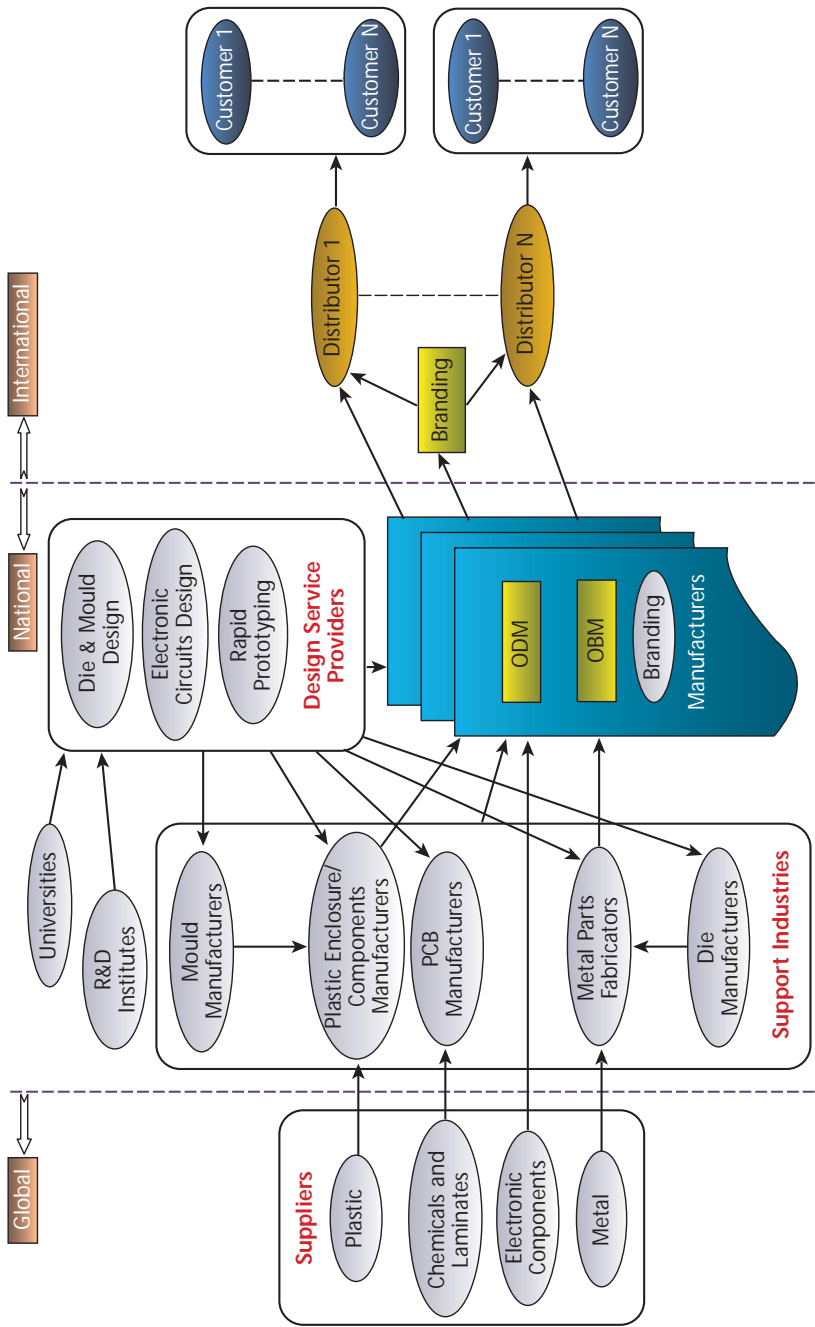 Global
National
International
Suppliers
Plastic
Chemicals and
Laminates
Electronic
Conponents
Metal
Universities
R&D
Institutes
Mould
Manufacturers
Plastic Enclosure/
Components
Manufacturers
PCB
Manufacturers
Metal Parts
Fabricators
Die
Manufacturers
Support Industries
Die & Mould
Design
Electronic
Circuits Design
Rapid
Prototyping
Design Service
Providers
ODM
OBM
Branding
Manufacturers
Branding
Distributor 1
Distributor N
Customer 1
Customer N
Customer 1
Customer N